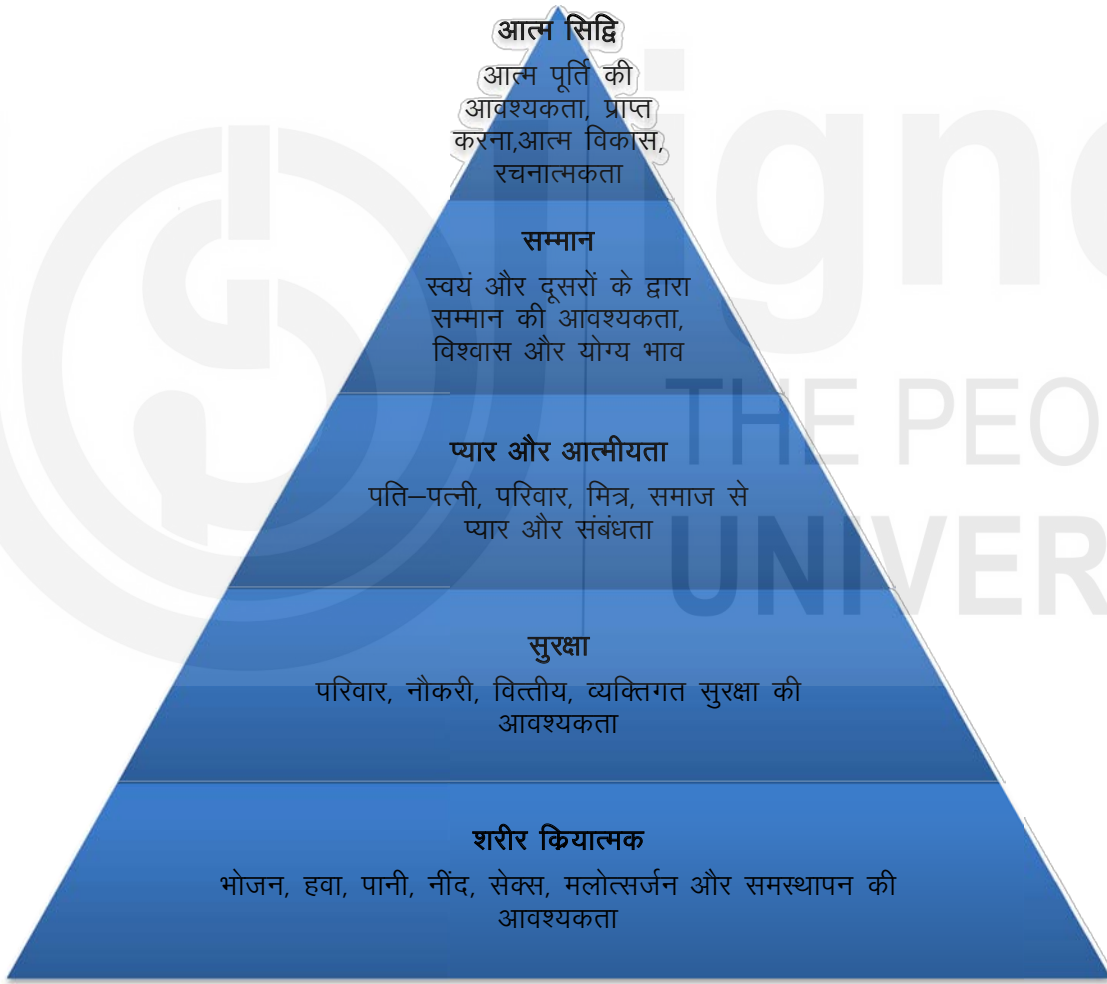 आत्म सिद्वि
आत्म पूर्ति की
आवश्यकता, प्राप्त
करना,आत्म विकास,
रचनात्मकता
सम्मान
स्वयं और दूसरों के द्वारा
सम्मान की आवश्यकता,
विश्वास और योग्य भाव
प्यार और आत्मीयता
पति–पत्नी, परिवार, मित्र, समाज से
प्यार और संबंधता
सुरक्षा
परिवार, नौकरी, वित्तीय, व्यक्तिगत सुरक्षा की
आवश्यकता
शरीर क्रियात्मक
भोजन, हवा, पानी, नींद, सेक्स, मलोत्सर्जन और समस्थापन की
आवश्यकता
ign
THE PEO
UNIVER